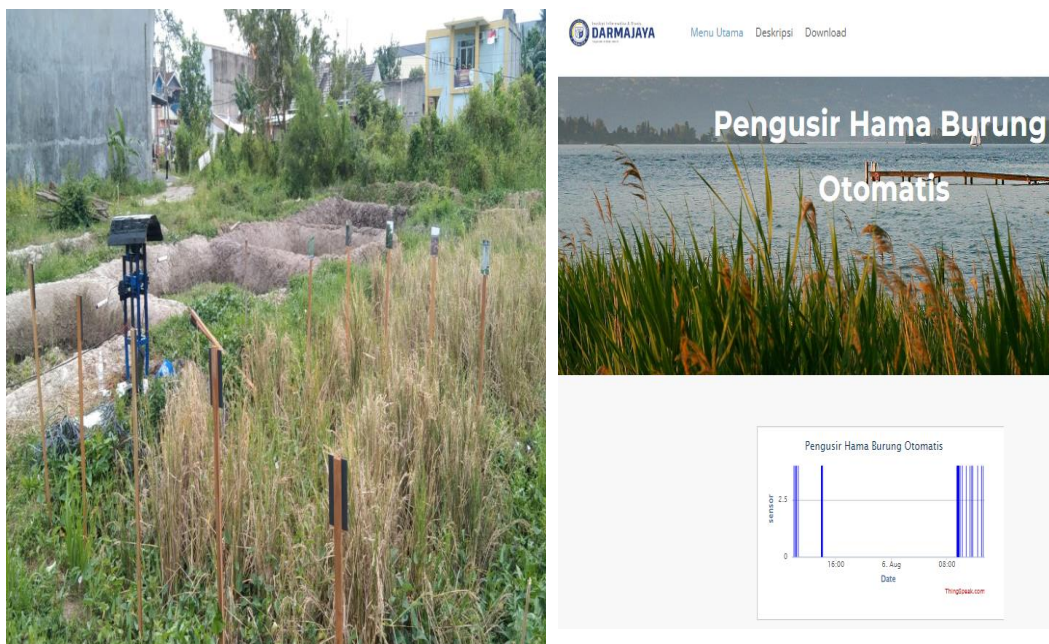 DARMAJAYA
Menu Utama Deskripsi Download
Pengusir Hama Burung
Otomatis
Pengusir Hama Burung Otomatis
sensor
2.5
0
16:00 6. Aug 08:00
Date
ThingSpeak.com